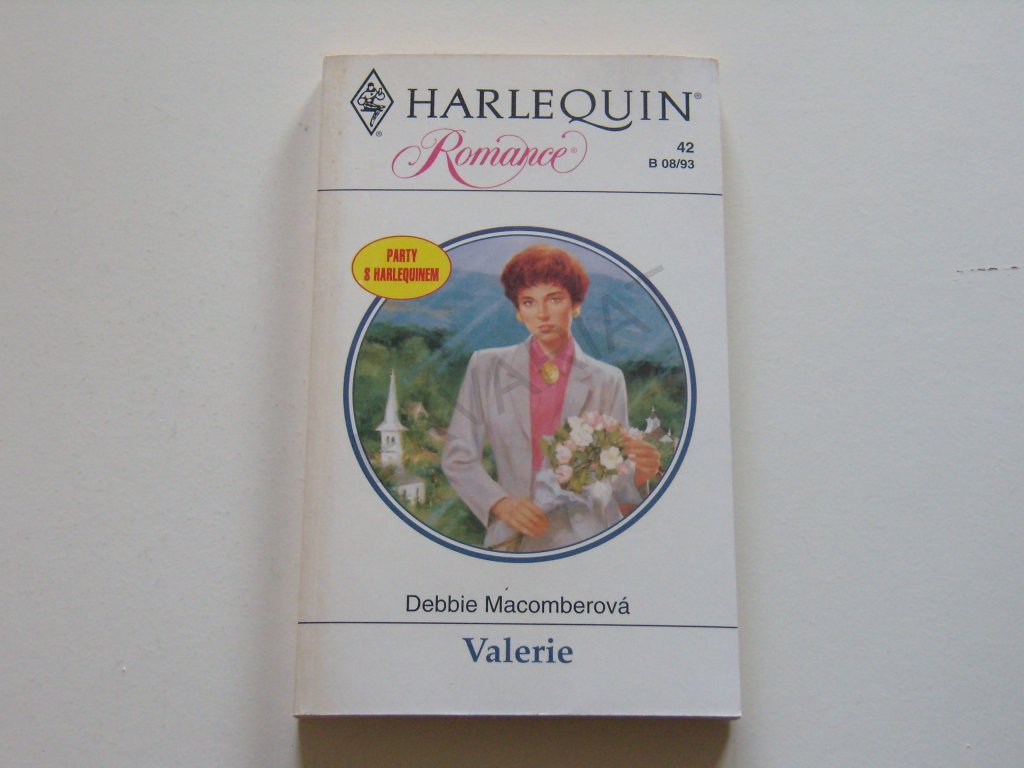 HARLEQUIN®
Romance®
42
B 08/93
PARTY
S HARLEQUINEM
Debbie Macomberová
Valerie